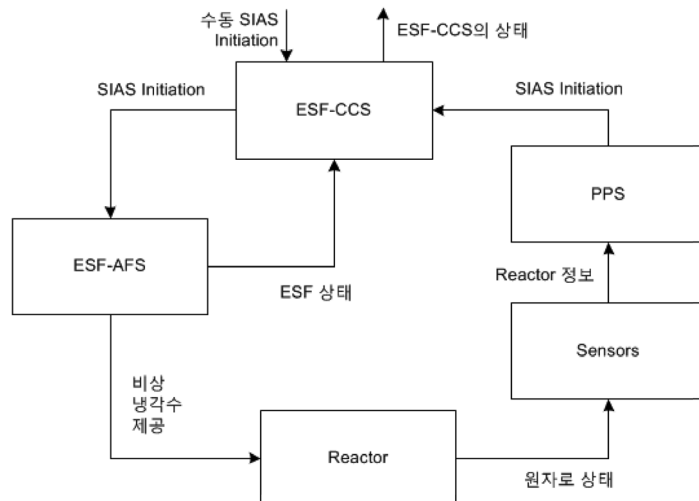 수동 SIAS
Initiation
ESF-CCS의 상태
SIAS Initiation
ESF-CCS
SIAS Initiation
PPS
ESF-AFS
ESF 상태
Reactor 정보
Sensors
비상
냉각수
제공
Reactor
원자로 상태